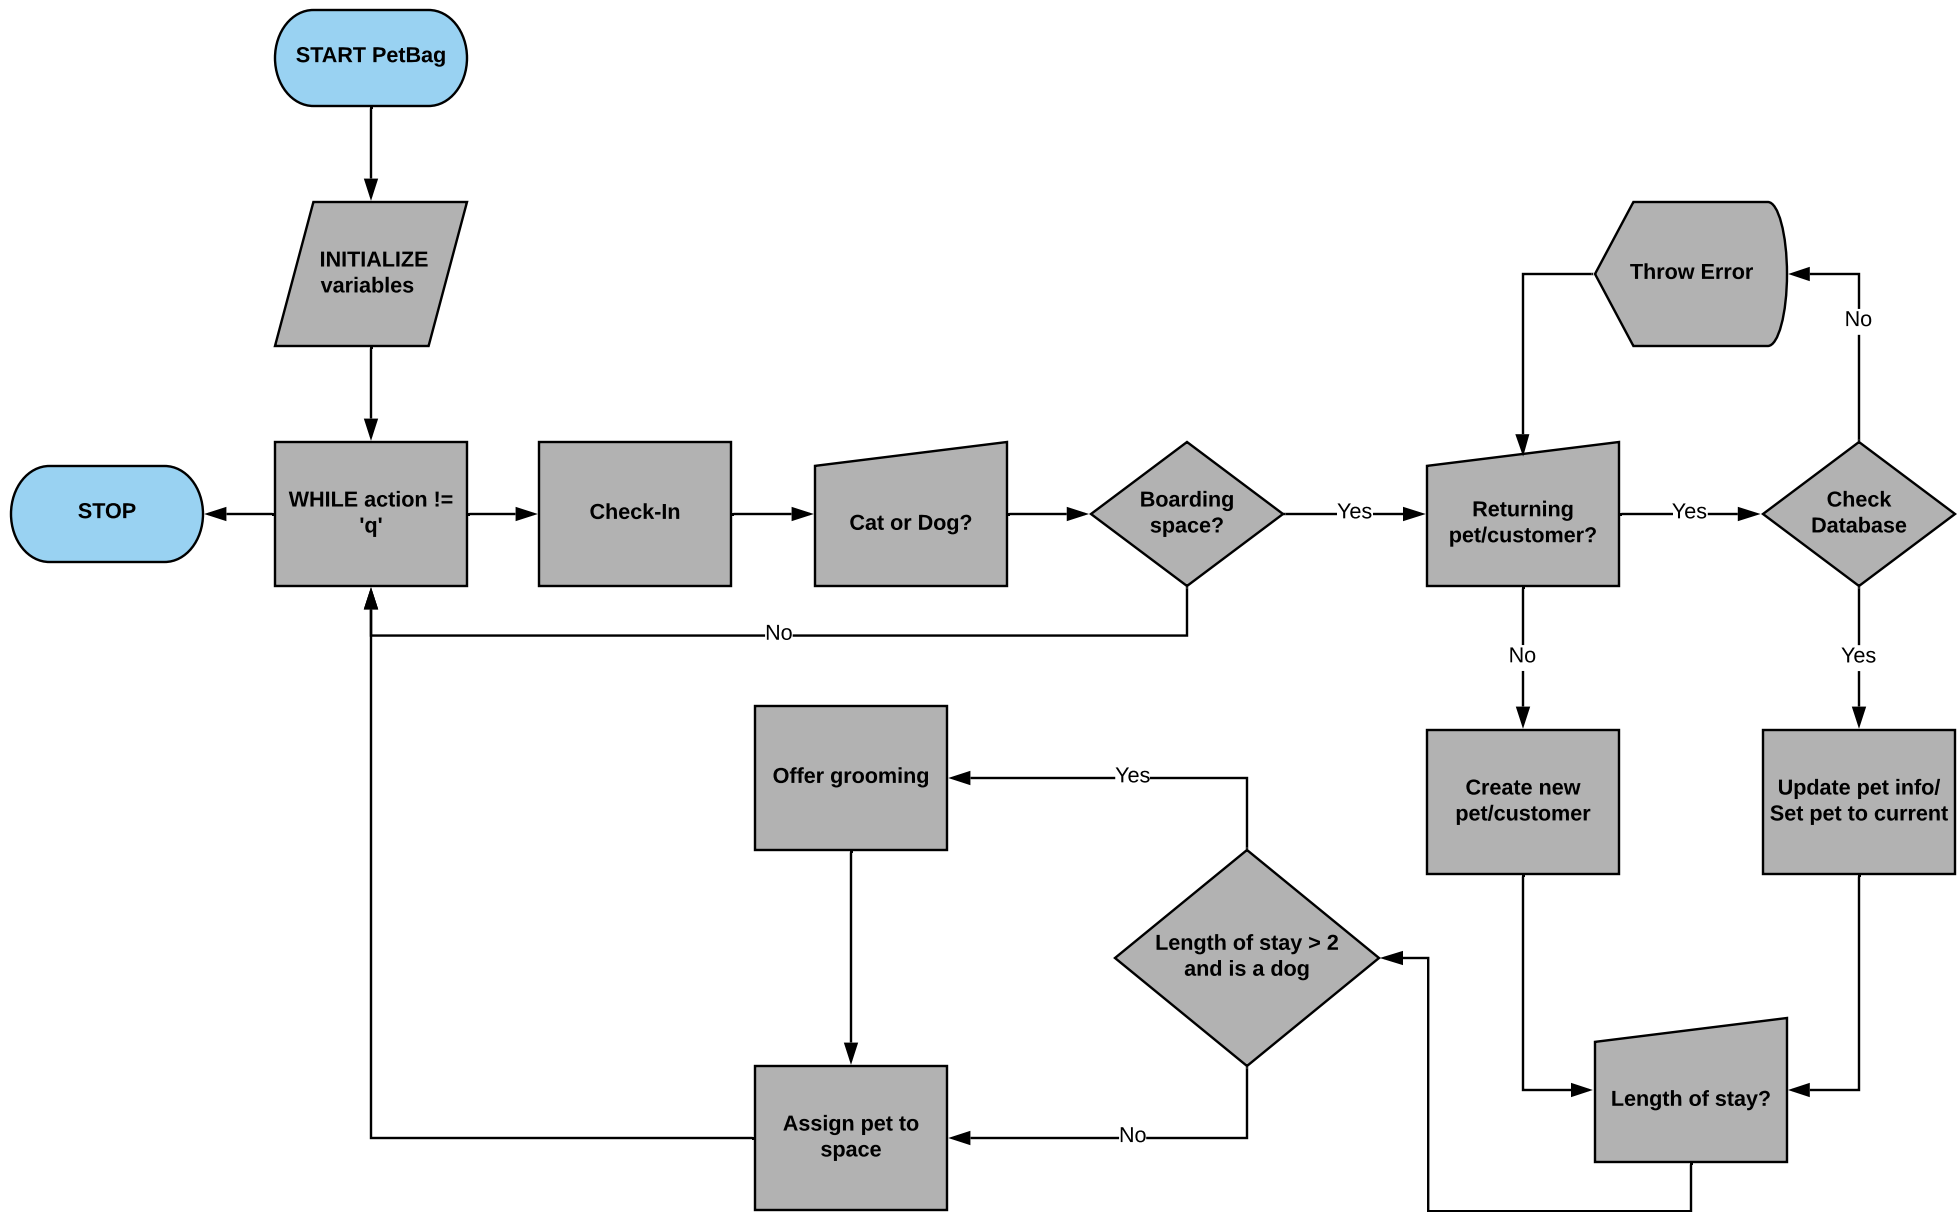 START PetBag
INITIALIZE
variables
Throw Error
No
STOP
WHILE action !=
'q'
Check-In
Cat or Dog?
Boarding
space?
Yes
Returning
pet/customer?
Yes
Check
Database
No
No
Yes
Offer grooming
Yes
Create new
pet/customer
Update pet info/
Set pet to current
Length of stay > 2
and is a dog
Assign pet to
space
No
Length of stay?